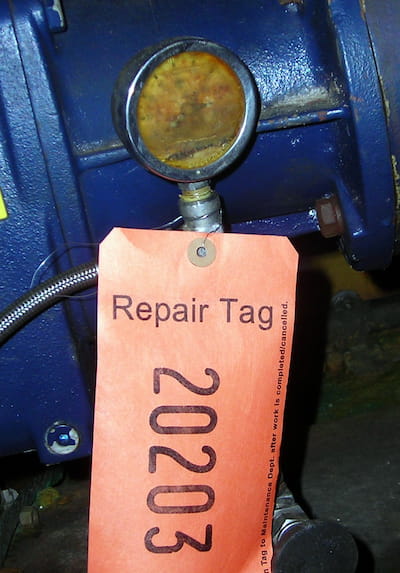 Repair Tag
20203
Tag to Maintenance Dept. after work is completed/cancelled.